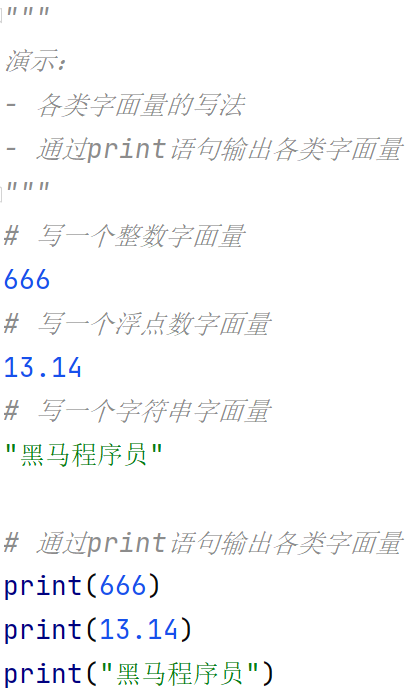 """
演示：
- 各类字面量的写法
- 通过print语句输出各类字面量
"""
# 写一个整数字面量
666
# 写一个浮点数字面量
13.14
# 写一个字符串字面量
"黑马程序员"
# 通过print语句输出各类字面量
print(666)
print(13.14)
print("黑马程序员")